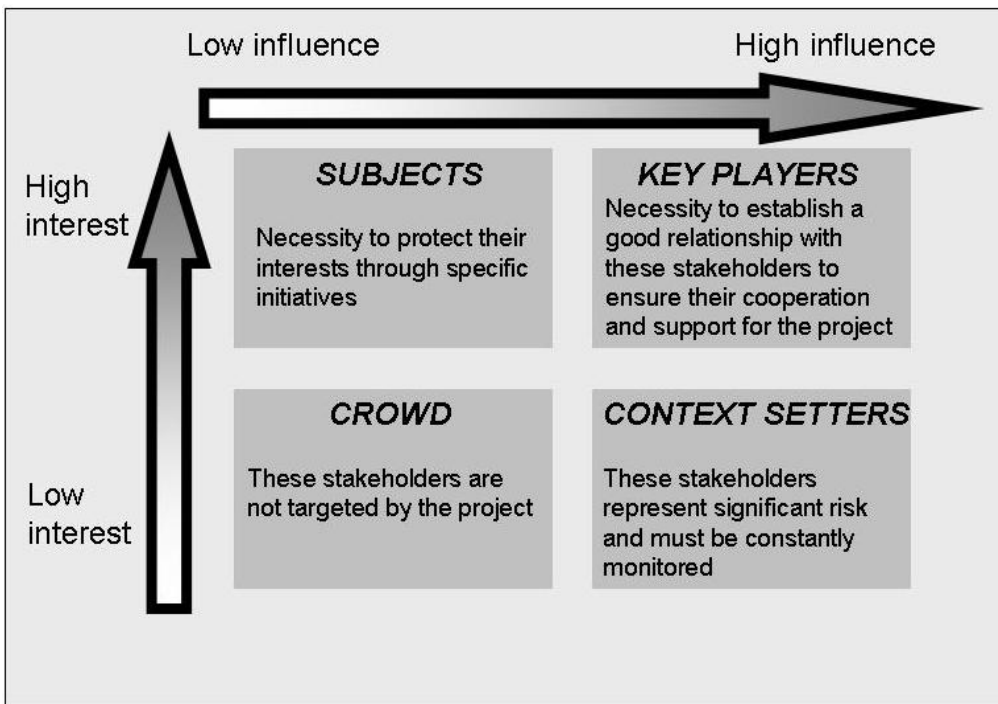 Low influence
High influence
High
interest
SUBJECTS
Necessity to protect their
interests through specific
initiatives
KEY PLAYERS
Necessity to establish a
good relationship with
these stakeholders to
ensure their cooperation
and support for the project
Low
interest
CROWD
These stakeholders are
not targeted by the project
CONTEXT SETTERS
These stakeholders
represent significant risk
and must be constantly
monitored